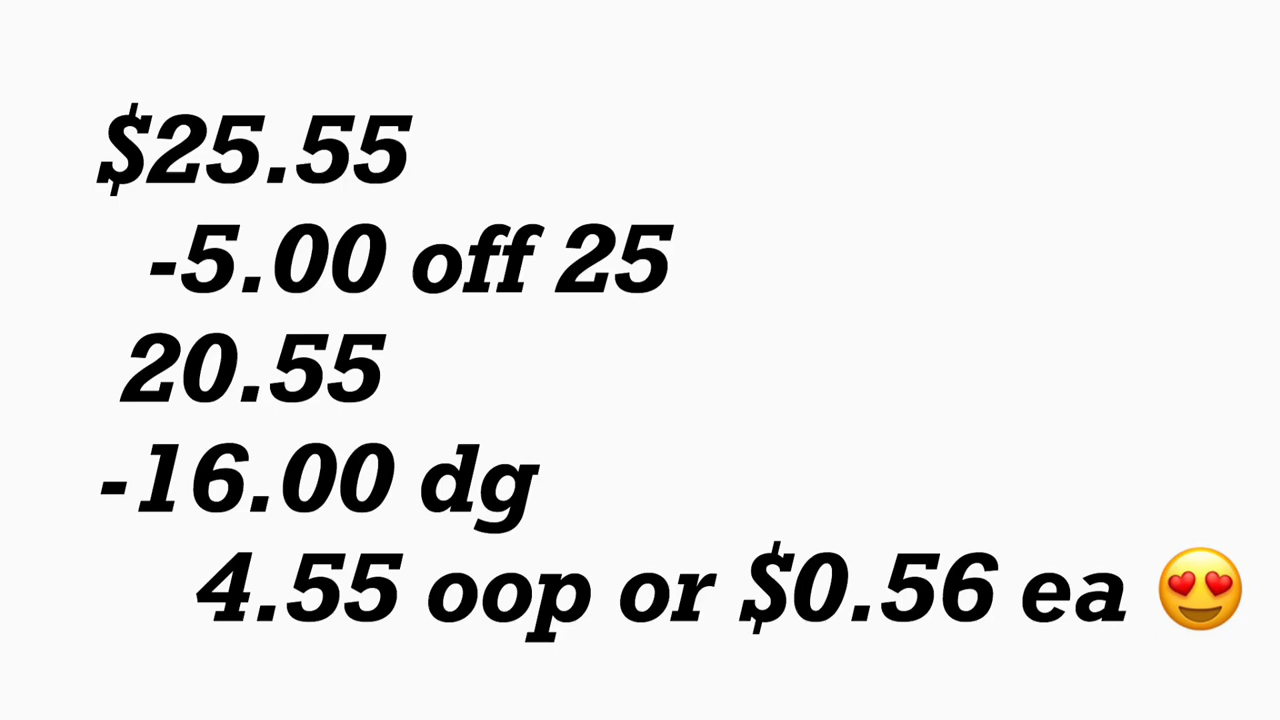 $25.55
-5.00 off 25
20.55
-16.00 dg
4.55 oop or $0.56 ea 😍